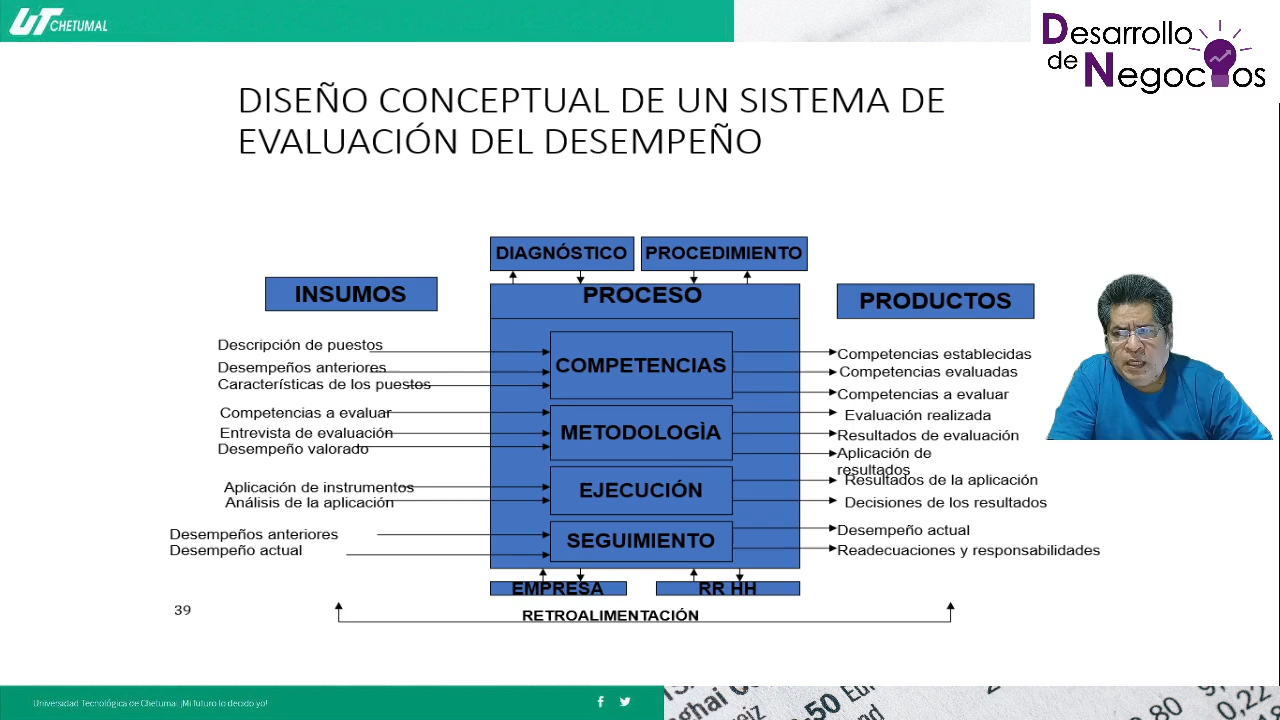 UT CHETUMAL
Desarrollo
de Negocios
DISEÑO CONCEPTUAL DE UN SISTEMA DE
EVALUACIÓN DEL DESEMPEÑO
DIAGNÓSTICO
PROCEDIMIENTO
INSUMOS
PROCESO
PRODUCTOS
Descripción de puestos
Desempeños anteriores
Características de los puestos
COMPETENCIAS
Competencias establecidas
Competencias evaluadas
Competencias a evaluar
Competencias a evaluar
Entrevista de evaluación
Desempeño valorado
METODOLOGÌA
Evaluación realizada
Resultados de evaluación
Aplicación de
resultados
Aplicación de instrumentos
Análisis de la aplicación
EJECUCIÓN
Resultados de la aplicación
Decisiones de los resultados
Desempeños anteriores
Desempeño actual
SEGUIMIENTO
Desempeño actual
Readecuaciones y responsabilidades
EMPRESA
RR HH
39
RETROALIMENTACIÓN
Universidad Tecnológica de Chetumal ¡Mi futuro lo decido yo!